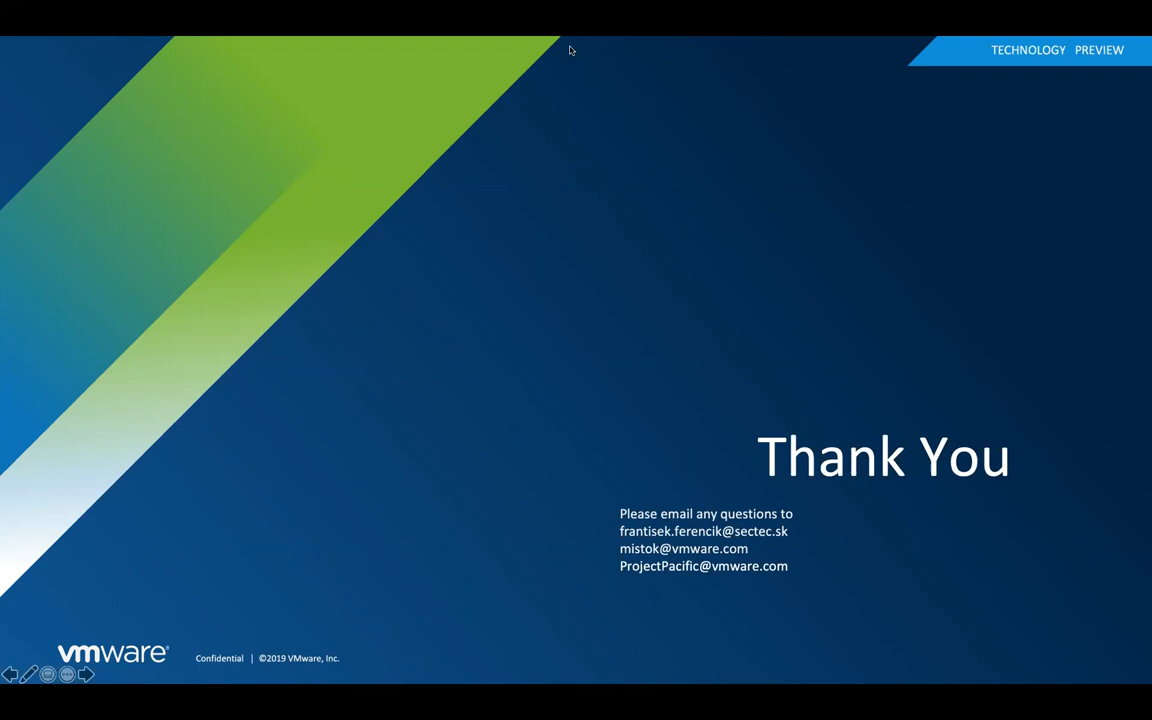 TECHNOLOGY PREVIEW
Thank You
Please email any questions to
frantisek.ferencik@sectec.sk
mistok@vmware.com
ProjectPacific@vmware.com
vmware®
Confidential | ©2019 VMware, Inc.